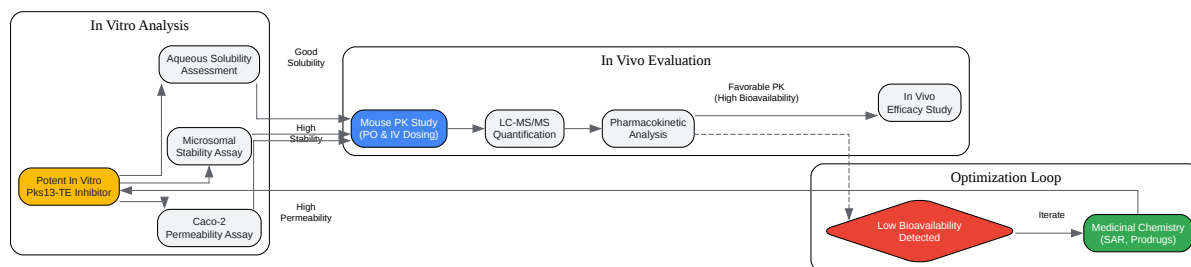 In Vitro Analysis
Aqueous Solubility
Assessment
Microsomal
Stability Assay
Potent In Vitro
Pks13-TE Inhibitor
Caco-2
Permeability Assay
Good
Solubility
High
Stability
High
Permeability
In Vivo Evaluation
Mouse PK Study
(PO & IV Dosing)
LC-MS/MS
Quantification
Pharmacokinetic
Analysis
Favorable PK
(High Bioavailability)
In Vivo
Efficacy Study
Optimization Loop
Low Bioavailability
Detected
Iterate
Medicinal Chemistry
(SAR, Prodrugs)